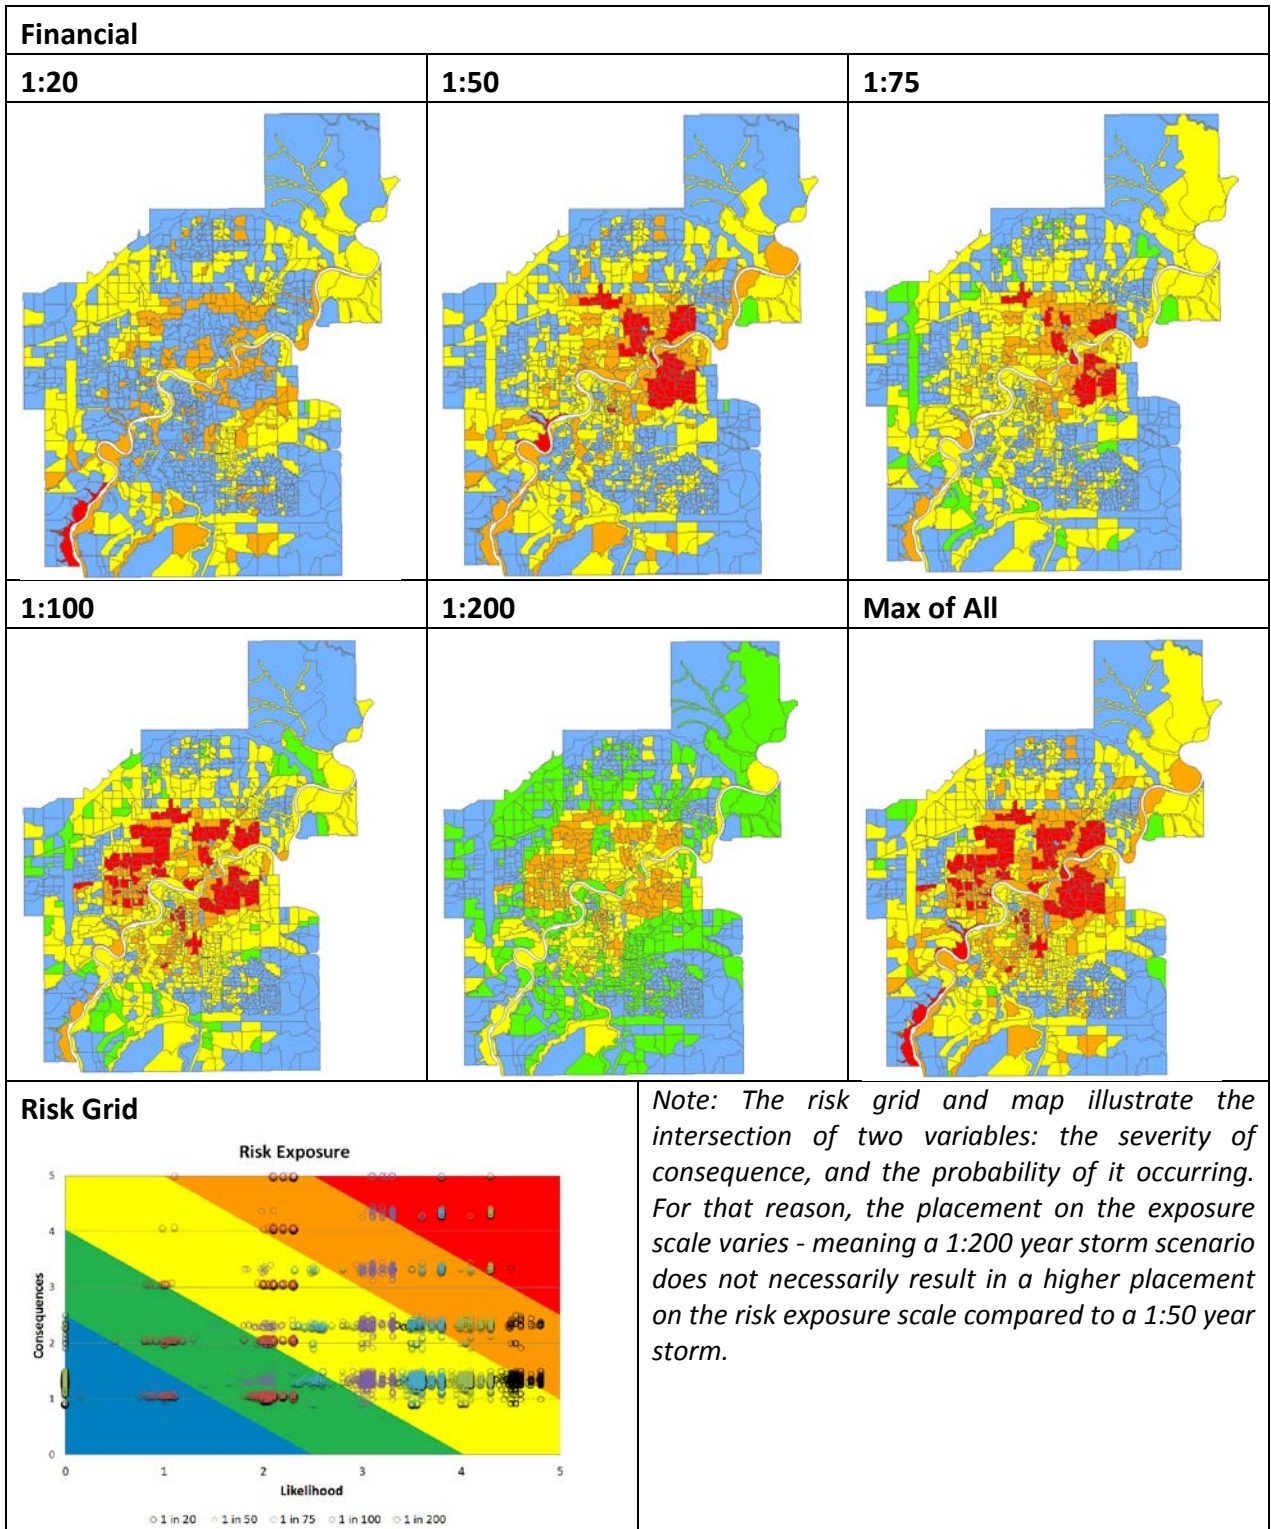 Financial
1:20
1:50
1:75
1:100
1:200
Max of All
Risk Grid
Risk Exposure
5
4
3
2
1
0
Consequences
0 1 2 3 4 5
Likelihood
1 in 20 1 in 50 1 in 75 1 in 100 1 in 200
Note: The risk grid and map illustrate the
intersection of two variables: the severity of
consequence, and the probability of it occurring.
For that reason, the placement on the exposure
scale varies - meaning a 1:200 year storm scenario
does not necessarily result in a higher placement
on the risk exposure scale compared to a 1:50 year
storm.